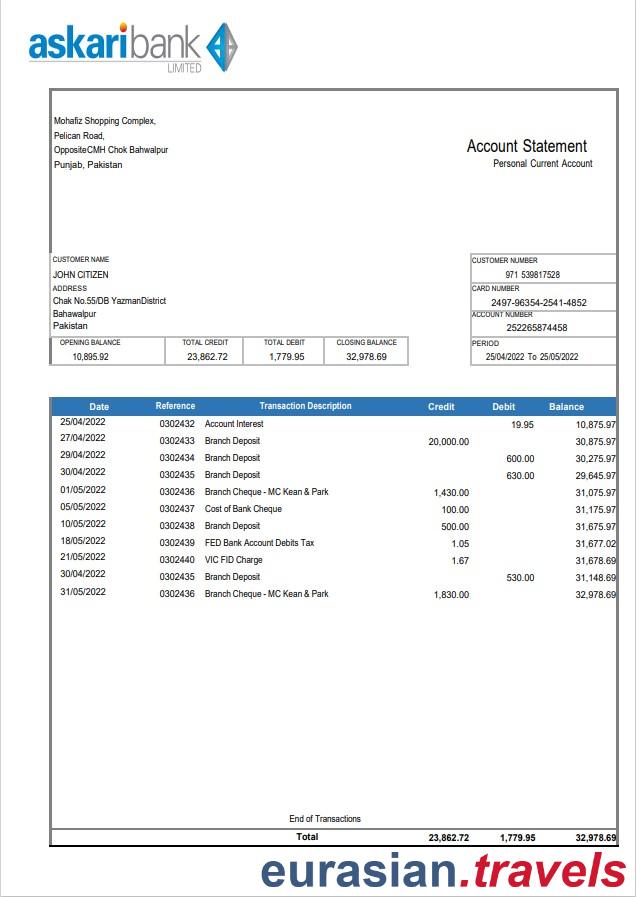 askaribank
LIMITED
Mohafiz Shopping Complex,
Pelican Road,
OppositeCMH Chok Bahwalpur
Punjab, Pakistan
Account Statement
Personal Current Account
CUSTOMER NAME
JOHN CITIZEN
ADDRESS
Chak No.55/DB YazmanDistrict
Bahawalpur
Pakistan
CUSTOMER NUMBER
971 539817528
CARD NUMBER
2497-96354-2541-4852
ACCOUNT NUMBER
252265874458
PERIOD
25/04/2022 To 25/05/2022
OPENING BALANCE TOTAL CREDIT TOTAL DEBIT CLOSING BALANCE
10,895.92 23,862.72 1,779.95 32,978.69
Date Reference Transaction Description Credit Debit Balance
25/04/2022 0302432 Account Interest 19.95 10,875.97
27/04/2022 0302433 Branch Deposit 20,000.00 30,875.97
29/04/2022 0302434 Branch Deposit 600.00 30,275.97
30/04/2022 0302435 Branch Deposit 630.00 29,645.97
01/05/2022 0302436 Branch Cheque - MC Kean & Park 1,430.00 31,075.97
05/05/2022 0302437 Cost of Bank Cheque 100.00 31,175.97
10/05/2022 0302438 Branch Deposit 500.00 31,675.97
18/05/2022 0302439 FED Bank Account Debits Tax 1.05 31,677.02
21/05/2022 0302440 VIC FID Charge 1.67 31,678.69
30/04/2022 0302435 Branch Deposit 530.00 31,148.69
31/05/2022 0302436 Branch Cheque - MC Kean & Park 1,830.00 32,978.69
End of Transactions
Total 23,862.72 1,779.95 32,978.69
eurasian.travels